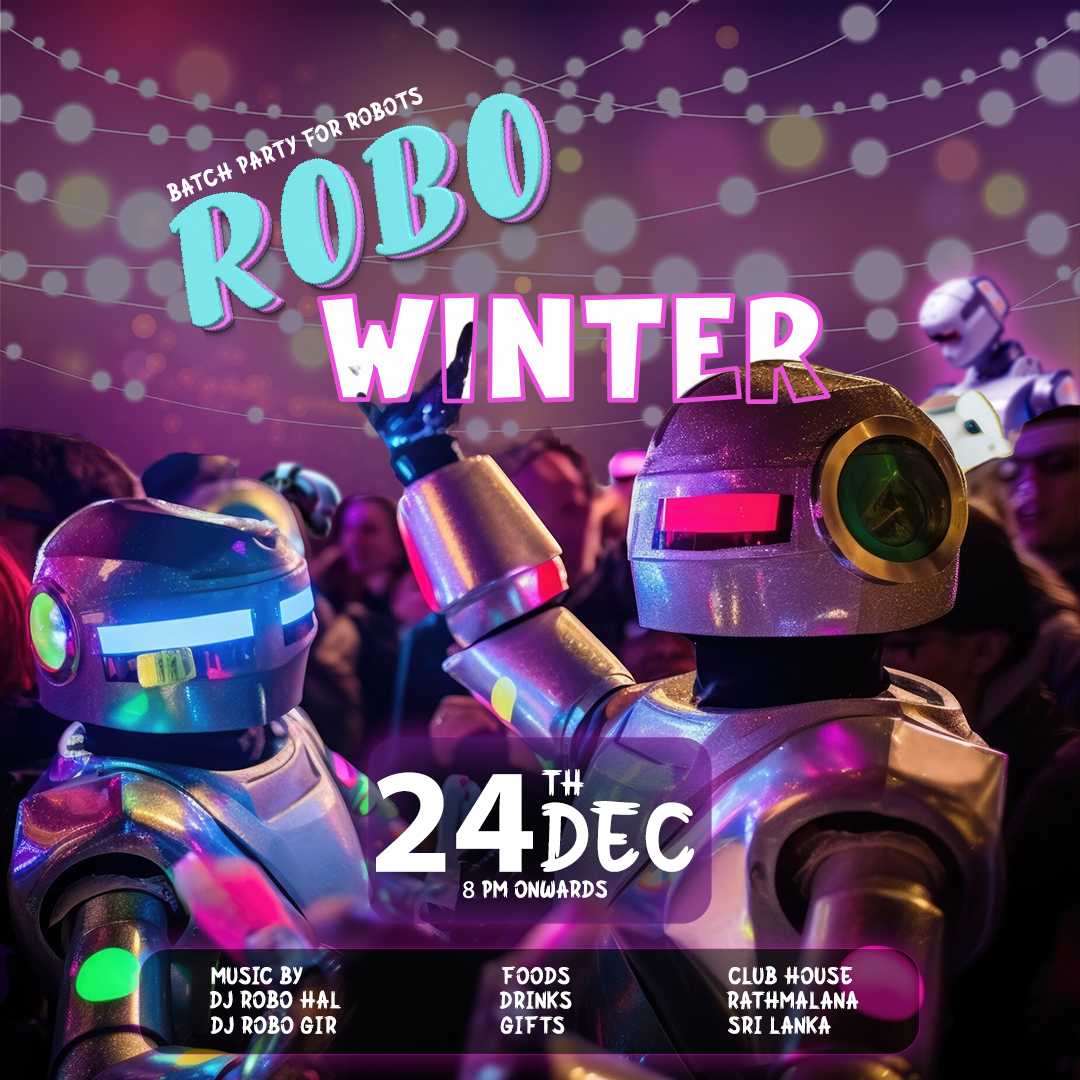 BATCH PARTY FOR ROBOTS
ROBO
WINTER
24TH DEC
8 PM ONWARDS
MUSIC BY
DJ ROBO HAL
DJ ROBO GIR
FOODS
DRINKS
GIFTS
CLUB HOUSE
RATHMALANA
SRI LANKA